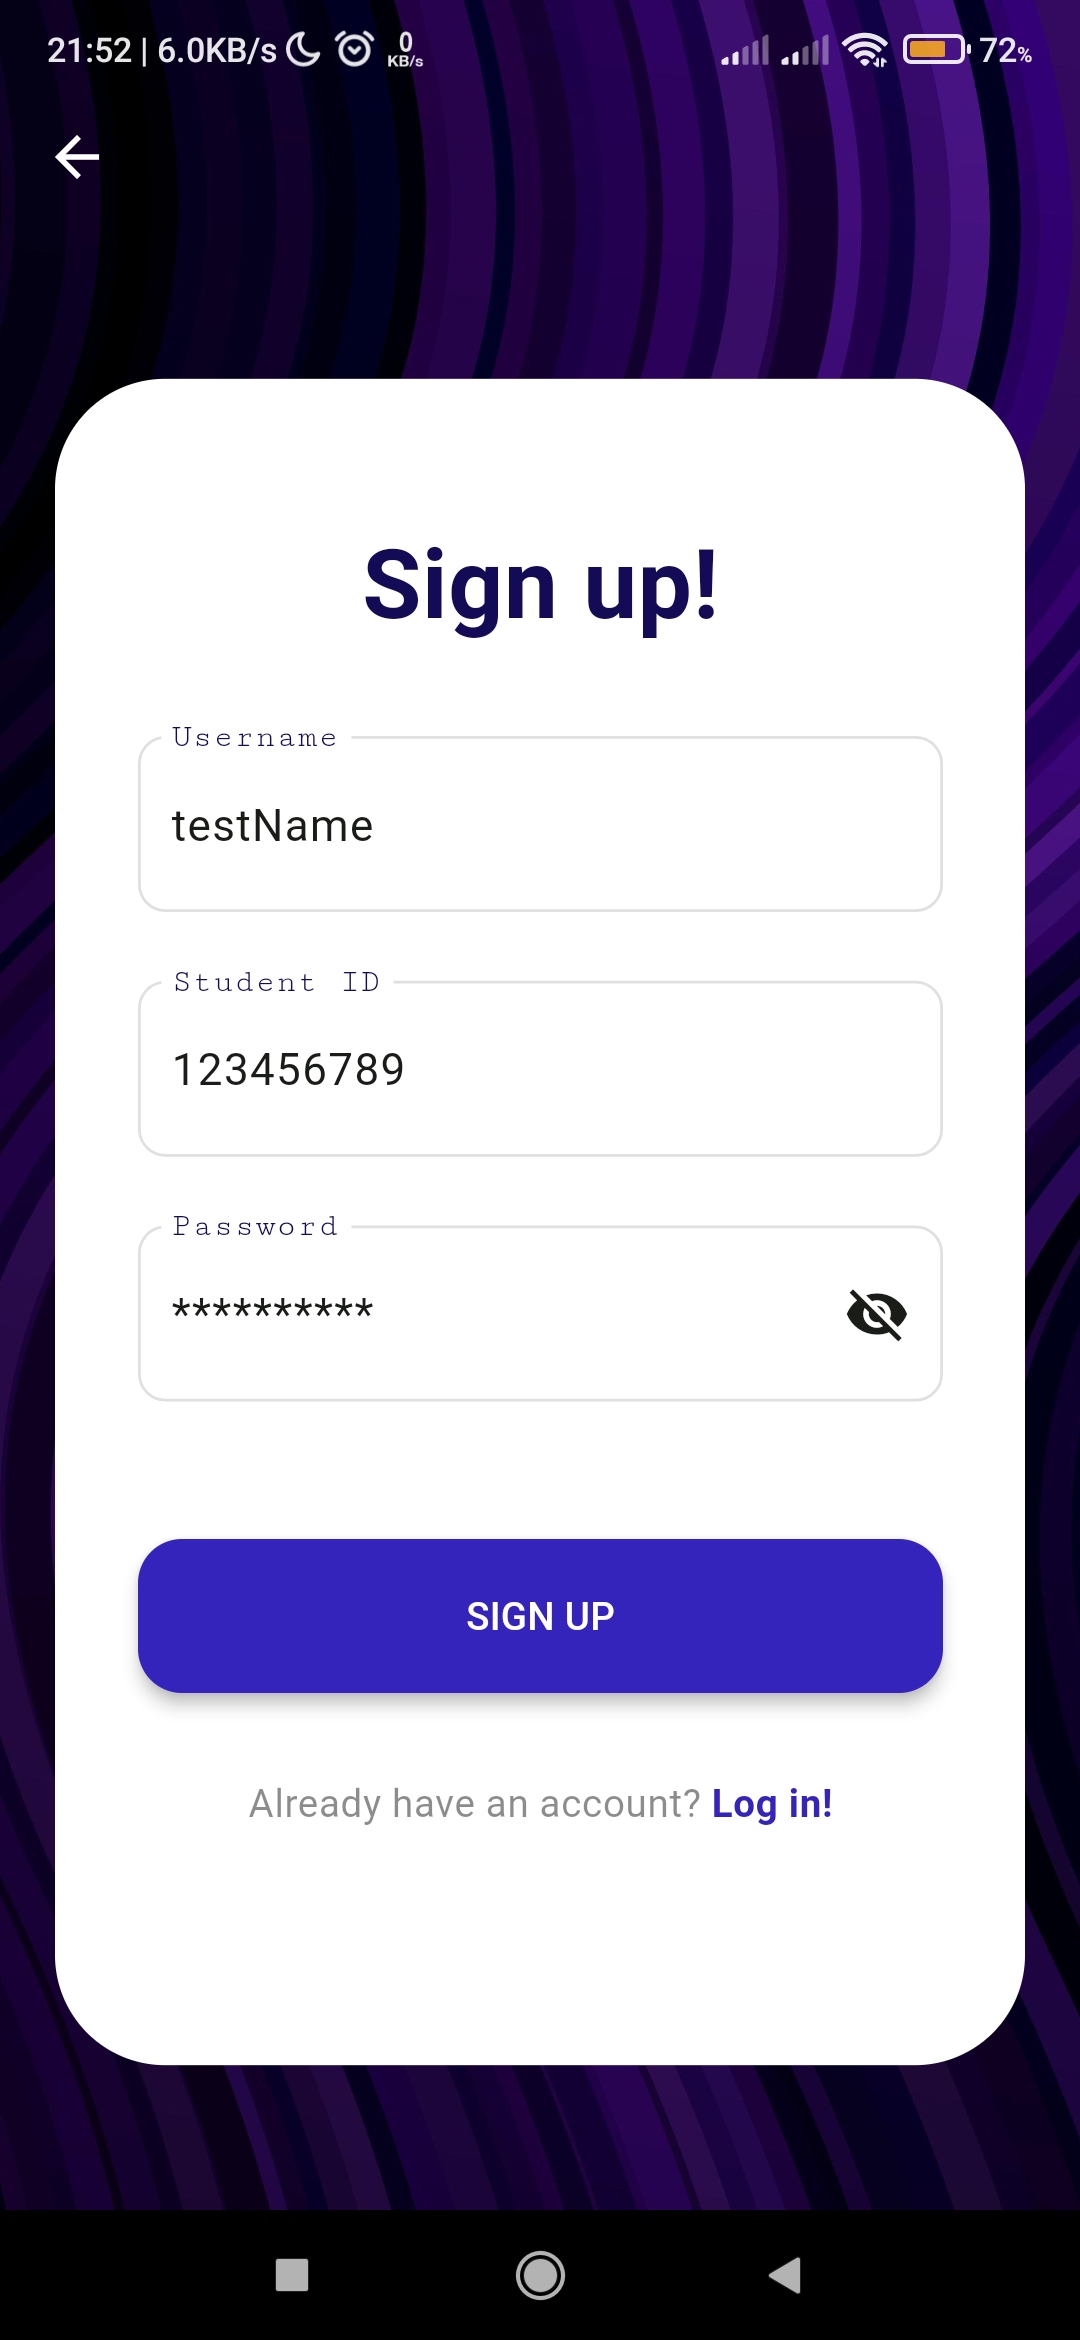 21:52 | 6.0KB/s 0 KB/s 72%
Sign up!
Username
testName
Student ID
123456789
Password
**********
SIGN UP
Already have an account? Log in!